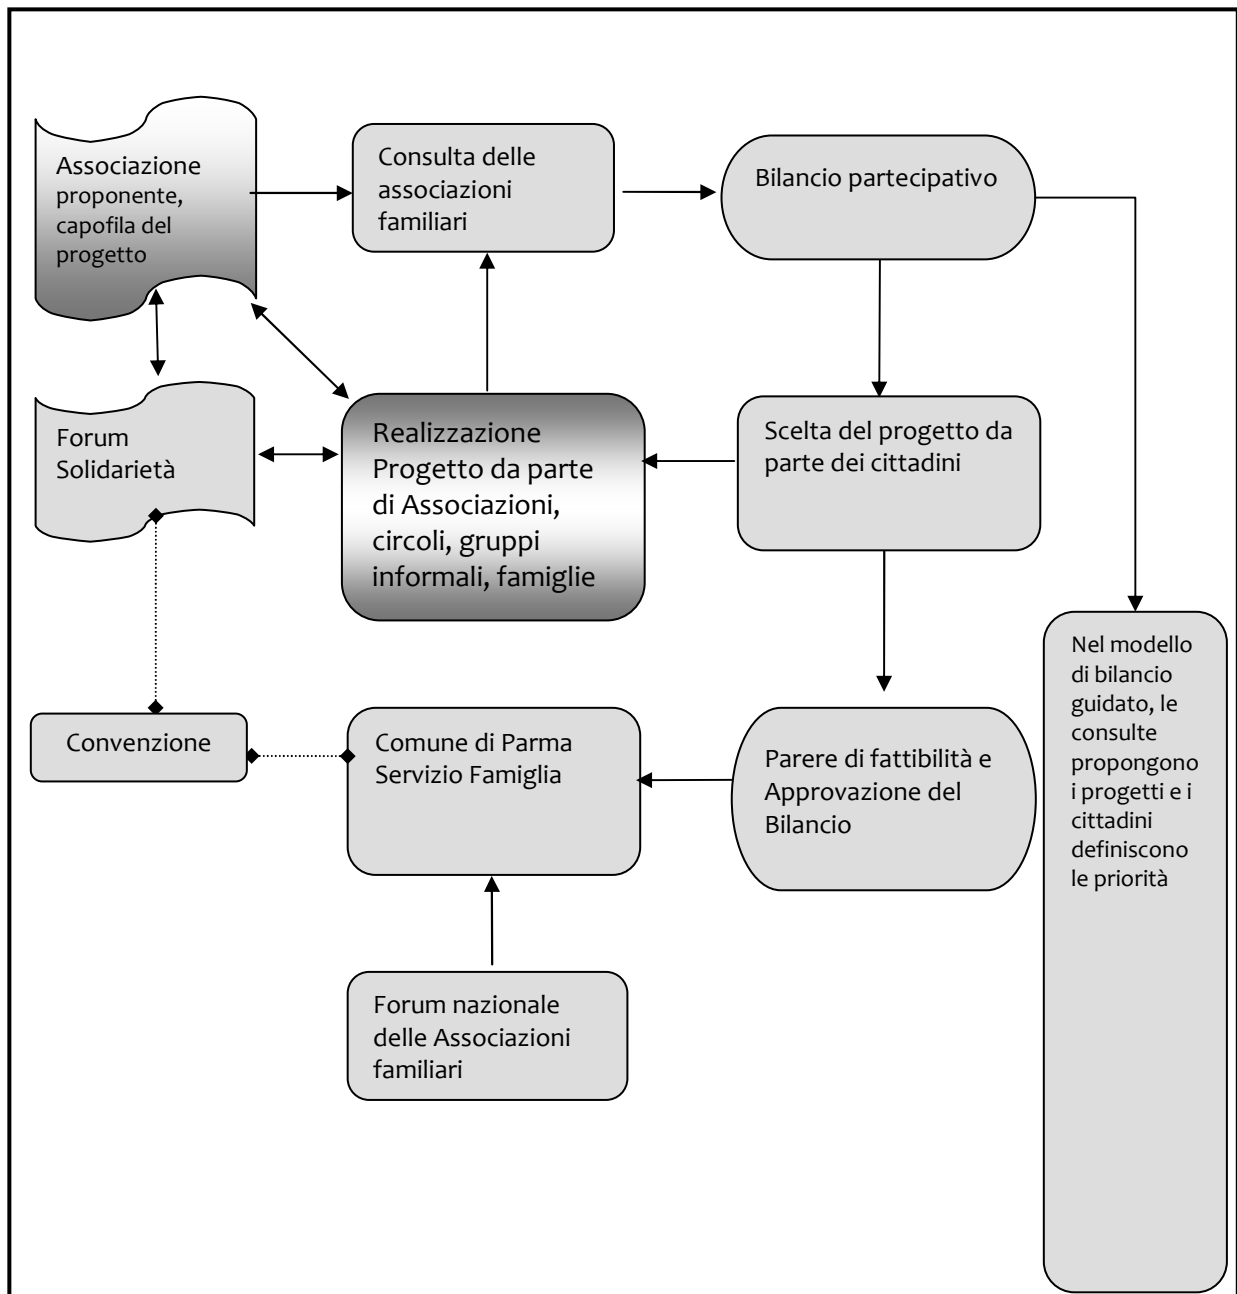 Associazione
proponente,
capofila del
progetto
Consulta delle
associazioni
familiari
Bilancio partecipativo
Forum
Solidarietà
Realizzazione
Progetto da parte
di Associazioni,
circoli, gruppi
informali, famiglie
Scelta del progetto da
parte dei cittadini
Nel modello
di bilancio
guidato, le
consulte
propongono
i progetti e i
cittadini
definiscono
le priorità
Convenzione
Comune di Parma
Servizio Famiglia
Parere di fattibilità e
Approvazione del
Bilancio
Forum nazionale
delle Associazioni
familiari